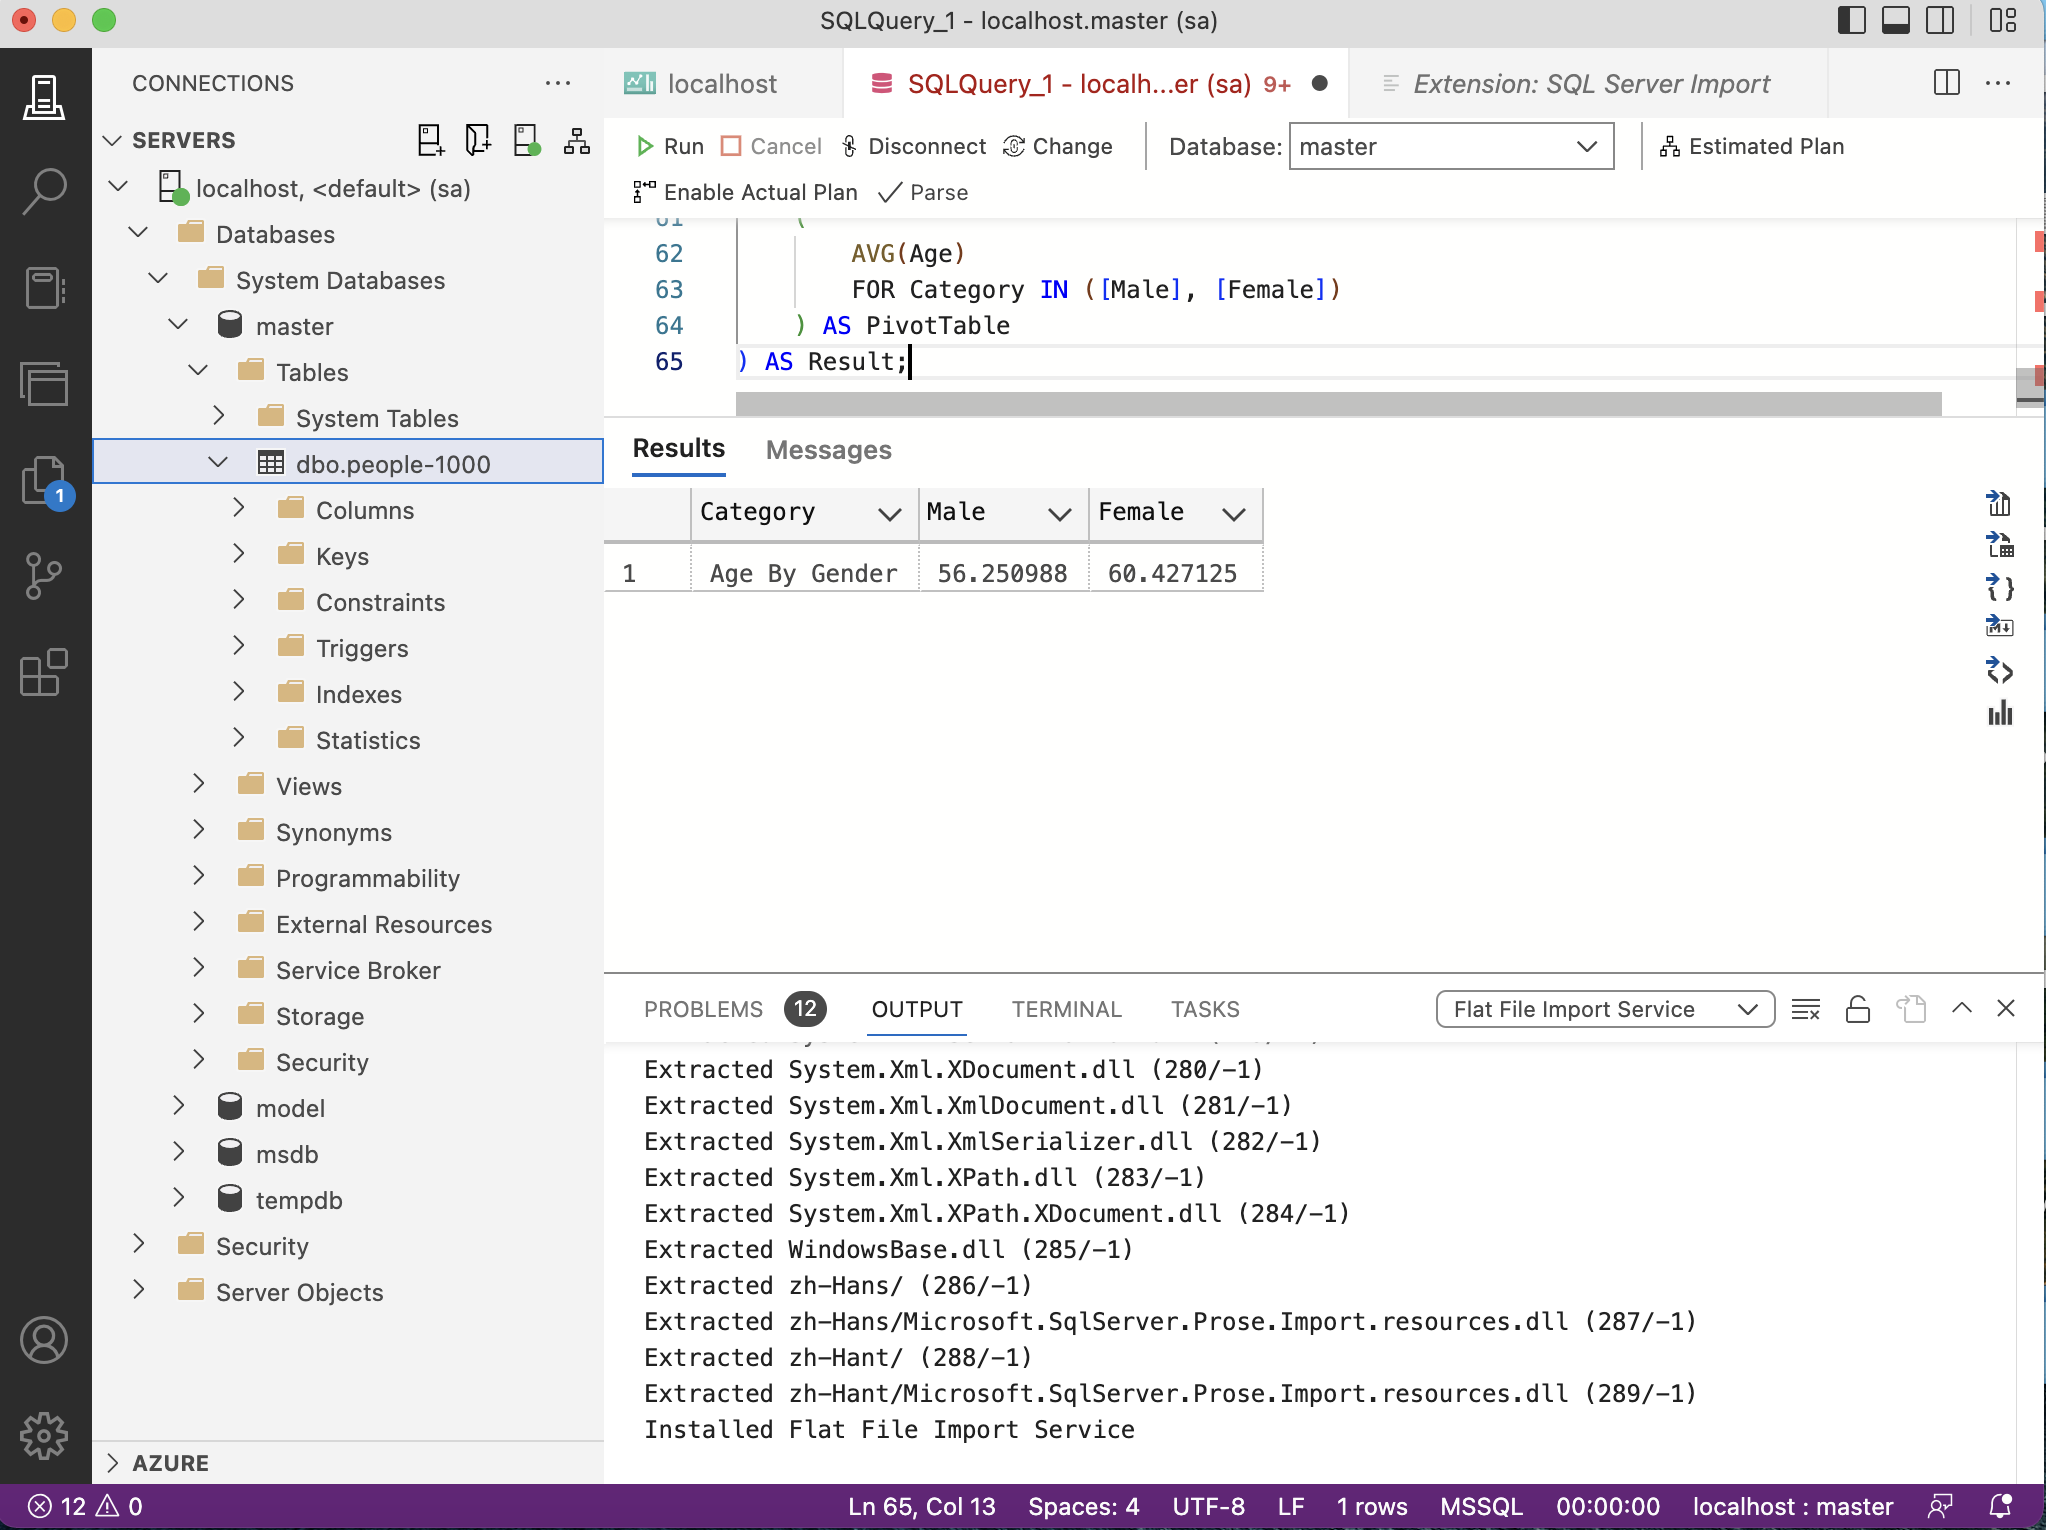 SQLQuery_1 - localhost.master (sa)
CONNECTIONS
SERVERS
localhost, <default> (sa)
Databases
System Databases
master
Tables
System Tables
dbo.people-1000
Columns
Keys
Constraints
Triggers
Indexes
Statistics
Views
Synonyms
Programmability
External Resources
Service Broker
Storage
Security
model
msdb
tempdb
Security
Server Objects
AZURE
1
localhost
SQLQuery_1 - localh...er (sa) 9+
Extension: SQL Server Import
Run Cancel Disconnect Change Database: master Estimated Plan
Enable Actual Plan Parse
61 (
62 AVG(Age)
63 FOR Category IN ([Male], [Female])
64 ) AS PivotTable
65 ) AS Result;
Results Messages
Category Male Female
1 Age By Gender 56.250988 60.427125
PROBLEMS 12 OUTPUT TERMINAL TASKS Flat File Import Service
Extracted System.Xml.XDocument.dll (280/-1)
Extracted System.Xml.XmlDocument.dll (281/-1)
Extracted System.Xml.XmlSerializer.dll (282/-1)
Extracted System.Xml.XPath.dll (283/-1)
Extracted System.Xml.XPath.XDocument.dll (284/-1)
Extracted WindowsBase.dll (285/-1)
Extracted zh-Hans/ (286/-1)
Extracted zh-Hans/Microsoft.SqlServer.Prose.Import.resources.dll (287/-1)
Extracted zh-Hant/ (288/-1)
Extracted zh-Hant/Microsoft.SqlServer.Prose.Import.resources.dll (289/-1)
Installed Flat File Import Service
12 0 Ln 65, Col 13 Spaces: 4 UTF-8 LF 1 rows MSSQL 00:00:00 localhost : master